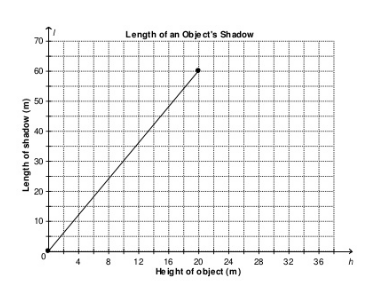 l
Length of an Object's Shadow
70
60
50
40
30
20
10
0
Length of shadow (m)
4 8 12 16 20 24 28 32 36 h
Height of object (m)